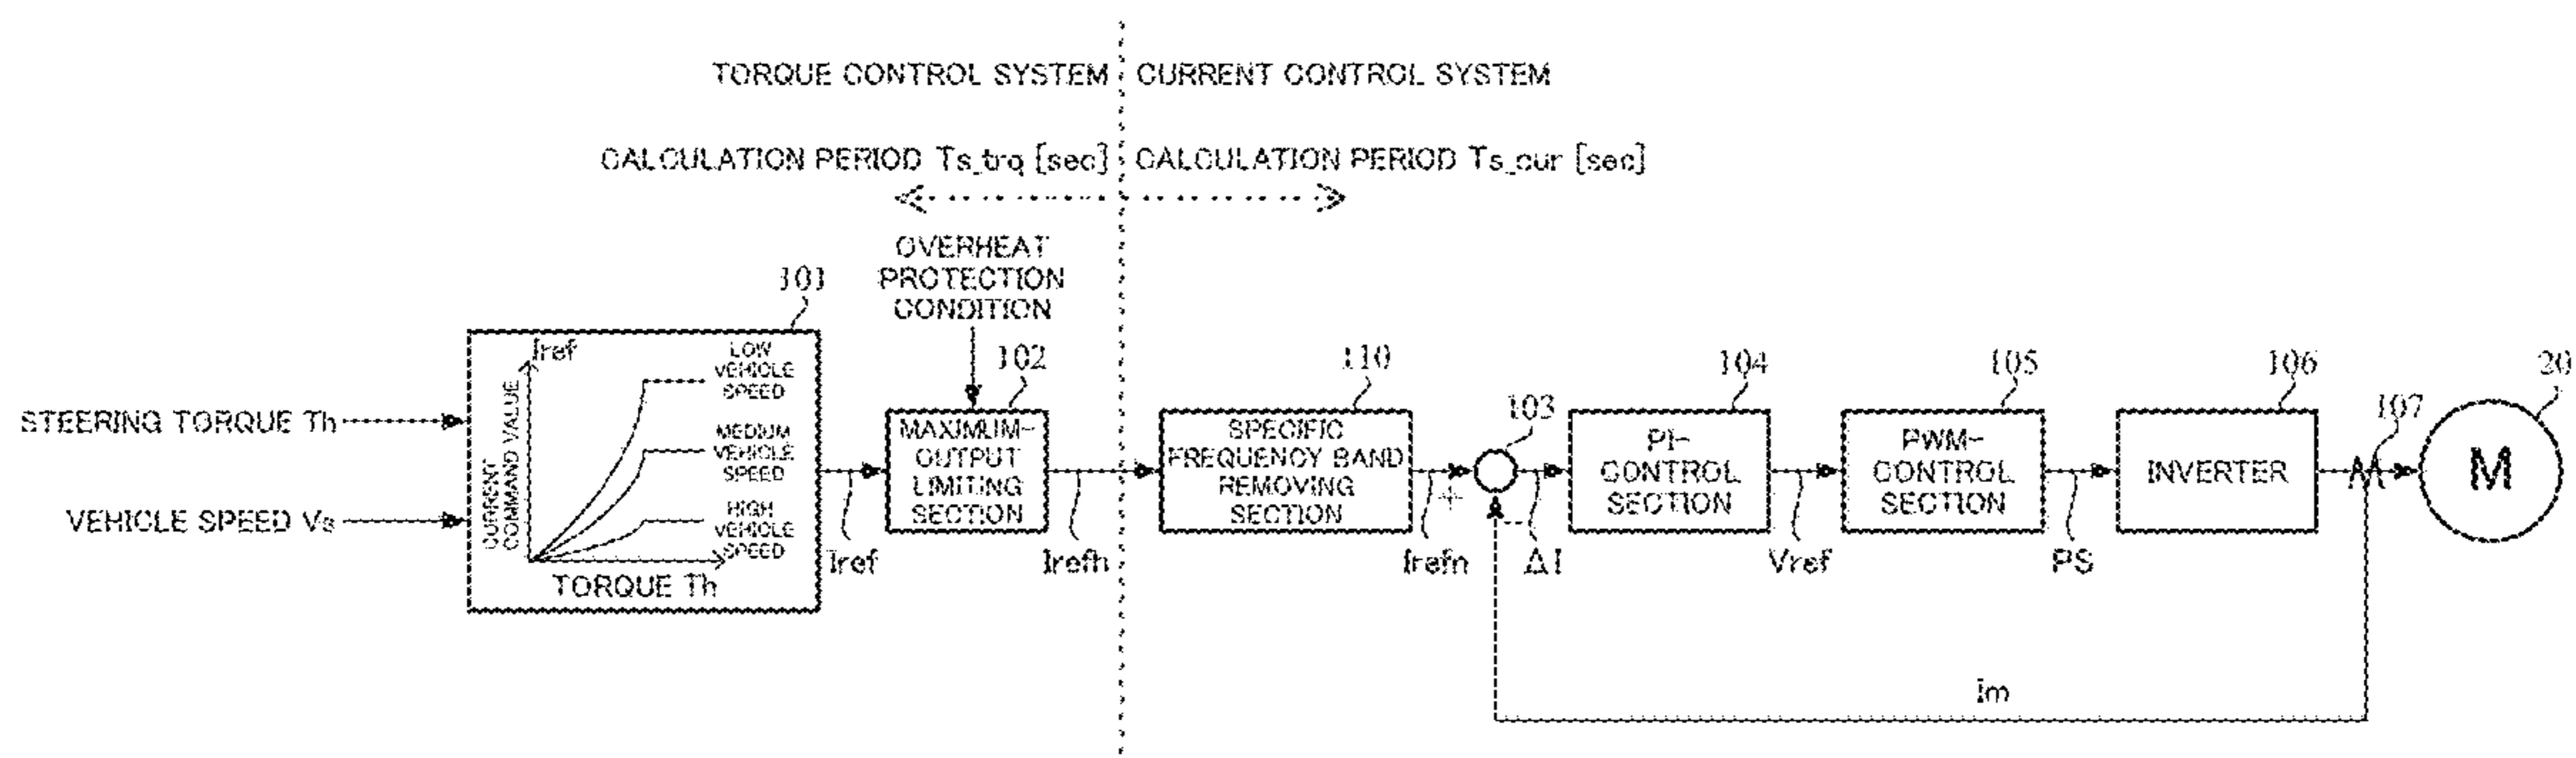 TORQUE CONTROL SYSTEM
CURRENT CONTROL SYSTEM
CALCULATION PERIOD Ts_trq [sec]
CALCULATION PERIOD Ts_cur [sec]
OVERHEAT
PROTECTION
CONDITION
101
102
110
103
104
105
106
107
20
STEERING TORQUE Th
VEHICLE SPEED Vs
Iref
CURRENT
COMMAND VALUE
LOW
VEHICLE
SPEED
MEDIUM
VEHICLE
SPEED
HIGH
VEHICLE
SPEED
TORQUE Th
Iref
MAXIMUM-
OUTPUT
LIMITING
SECTION
Irefh
SPECIFIC
FREQUENCY BAND
REMOVING
SECTION
Irefn
+
-
ΔI
PI-
CONTROL
SECTION
Vref
PWM-
CONTROL
SECTION
PS
INVERTER
M
Im